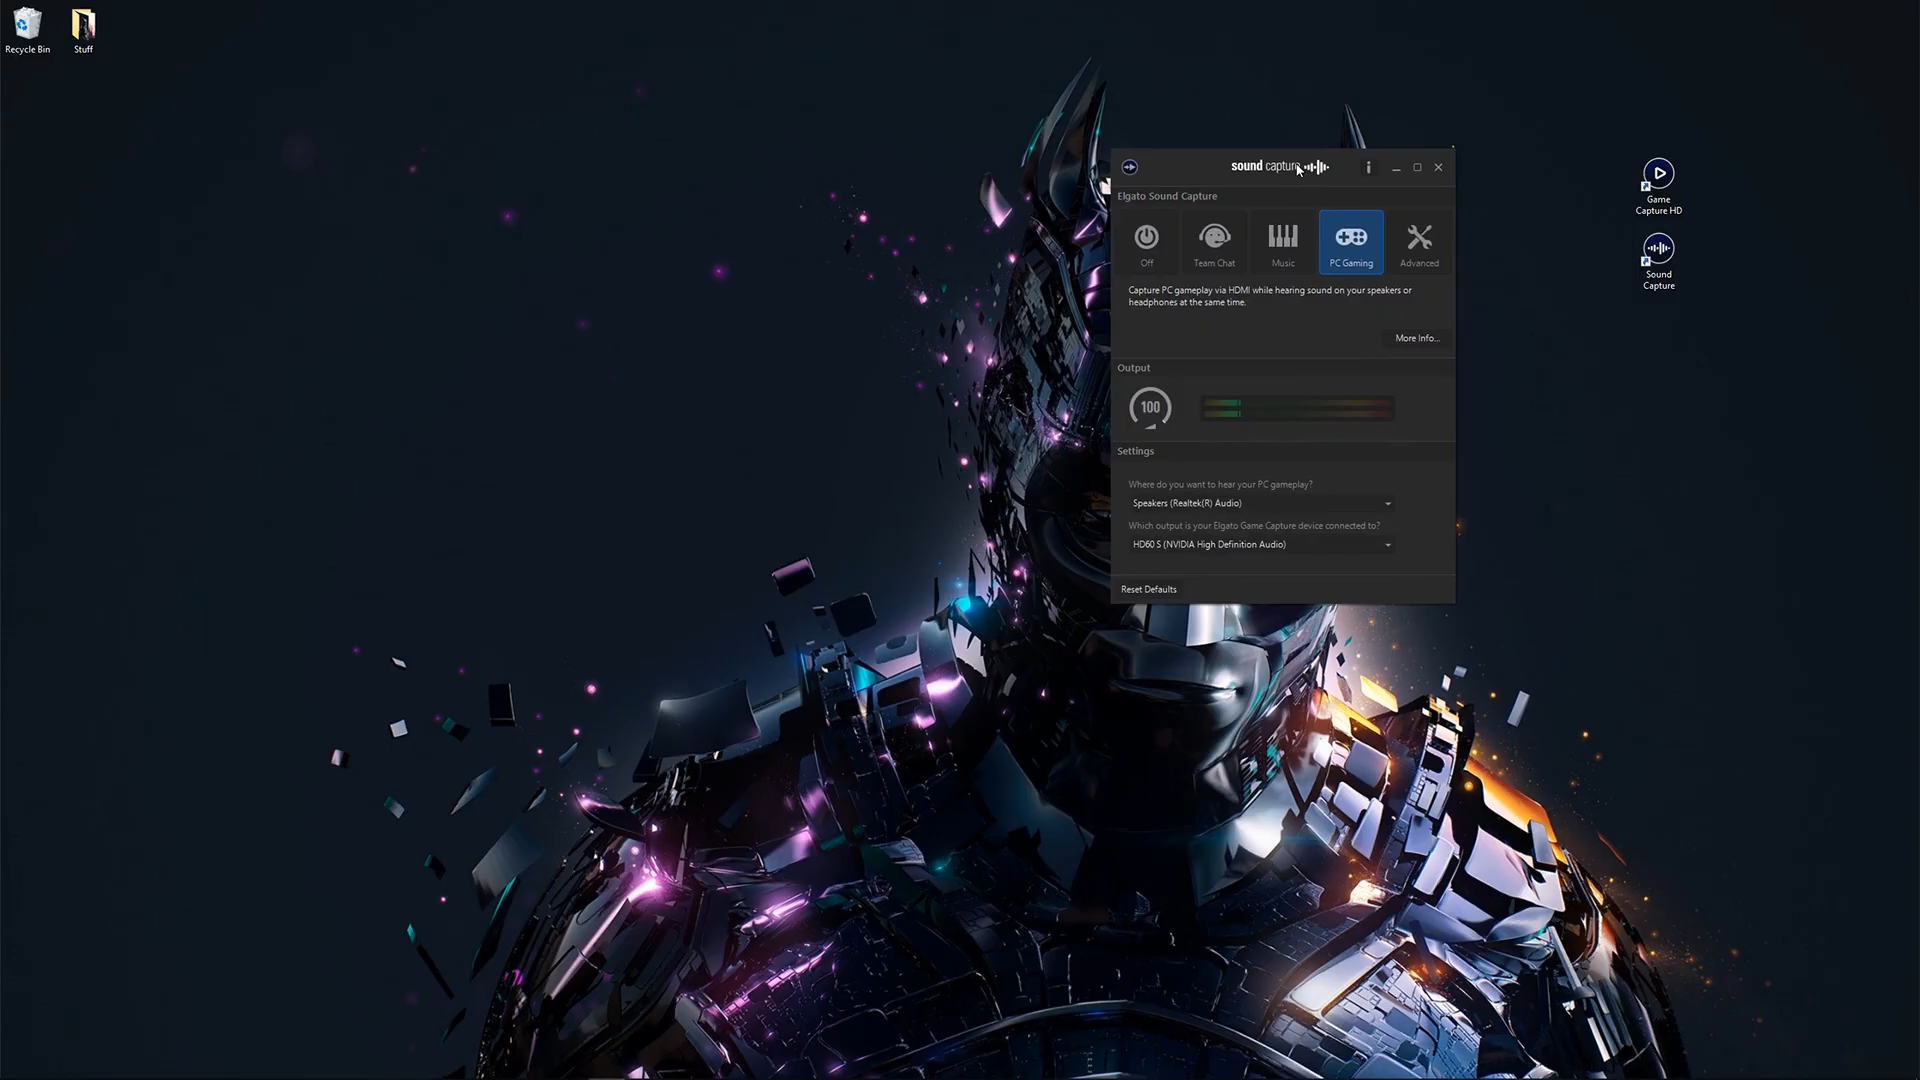 Recycle Bin
Stuff
sound capture
Elgato Sound Capture
Off
Team Chat
Music
PC Gaming
Advanced
Capture PC gameplay via HDMI while hearing sound on your speakers or
headphones at the same time.
More Info...
Output
100
Settings
Where do you want to hear your PC gameplay?
Speakers (Realtek(R) Audio)
Which output is your Elgato Game Capture device connected to?
HD60 S (NVIDIA High Definition Audio)
Reset Defaults
Game
Capture HD
Sound
Capture